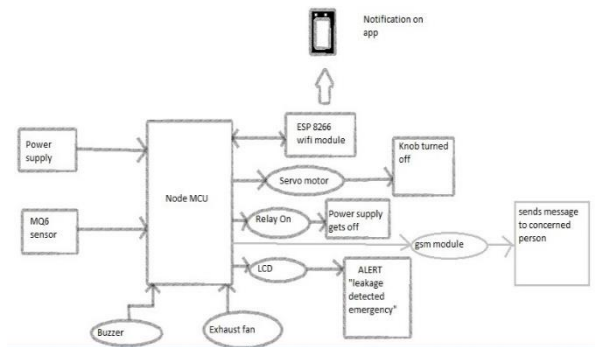 Notification on
app
ESP 8266
wifi module
Power
supply
Knob turned
off
Servo motor
Node MCU
MQ6
sensor
Relay On
Power supply
gets off
sends message
to concerned
person
gsm module
LCD
ALERT
"leakage
detected
emergency"
Buzzer
Exhaust fan